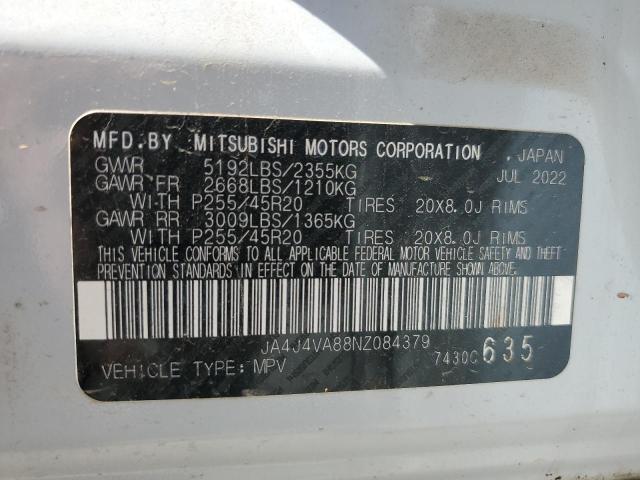 MFD. BY MITSUBISHI MOTORS CORPORATION , JAPAN
GVWR 5192LBS/2355KG JUL 2022
GAWR FR 2668LBS/1210KG
WITH P255/45R20 TIRES 20X8.0J RIMS
GAWR RR 3009LBS/1365KG
WITH P255/45R20 TIRES 20X8.0J RIMS
THIS VEHICLE CONFORMS TO ALL APPLICABLE FEDERAL MOTOR VEHICLE SAFETY AND THEFT
PREVENTION STANDARDS IN EFFECT ON THE DATE OF MANUFACTURE SHOWN ABOVE.
JA4J4VA88NZ084379
7430C 635
VEHICLE TYPE: MPV